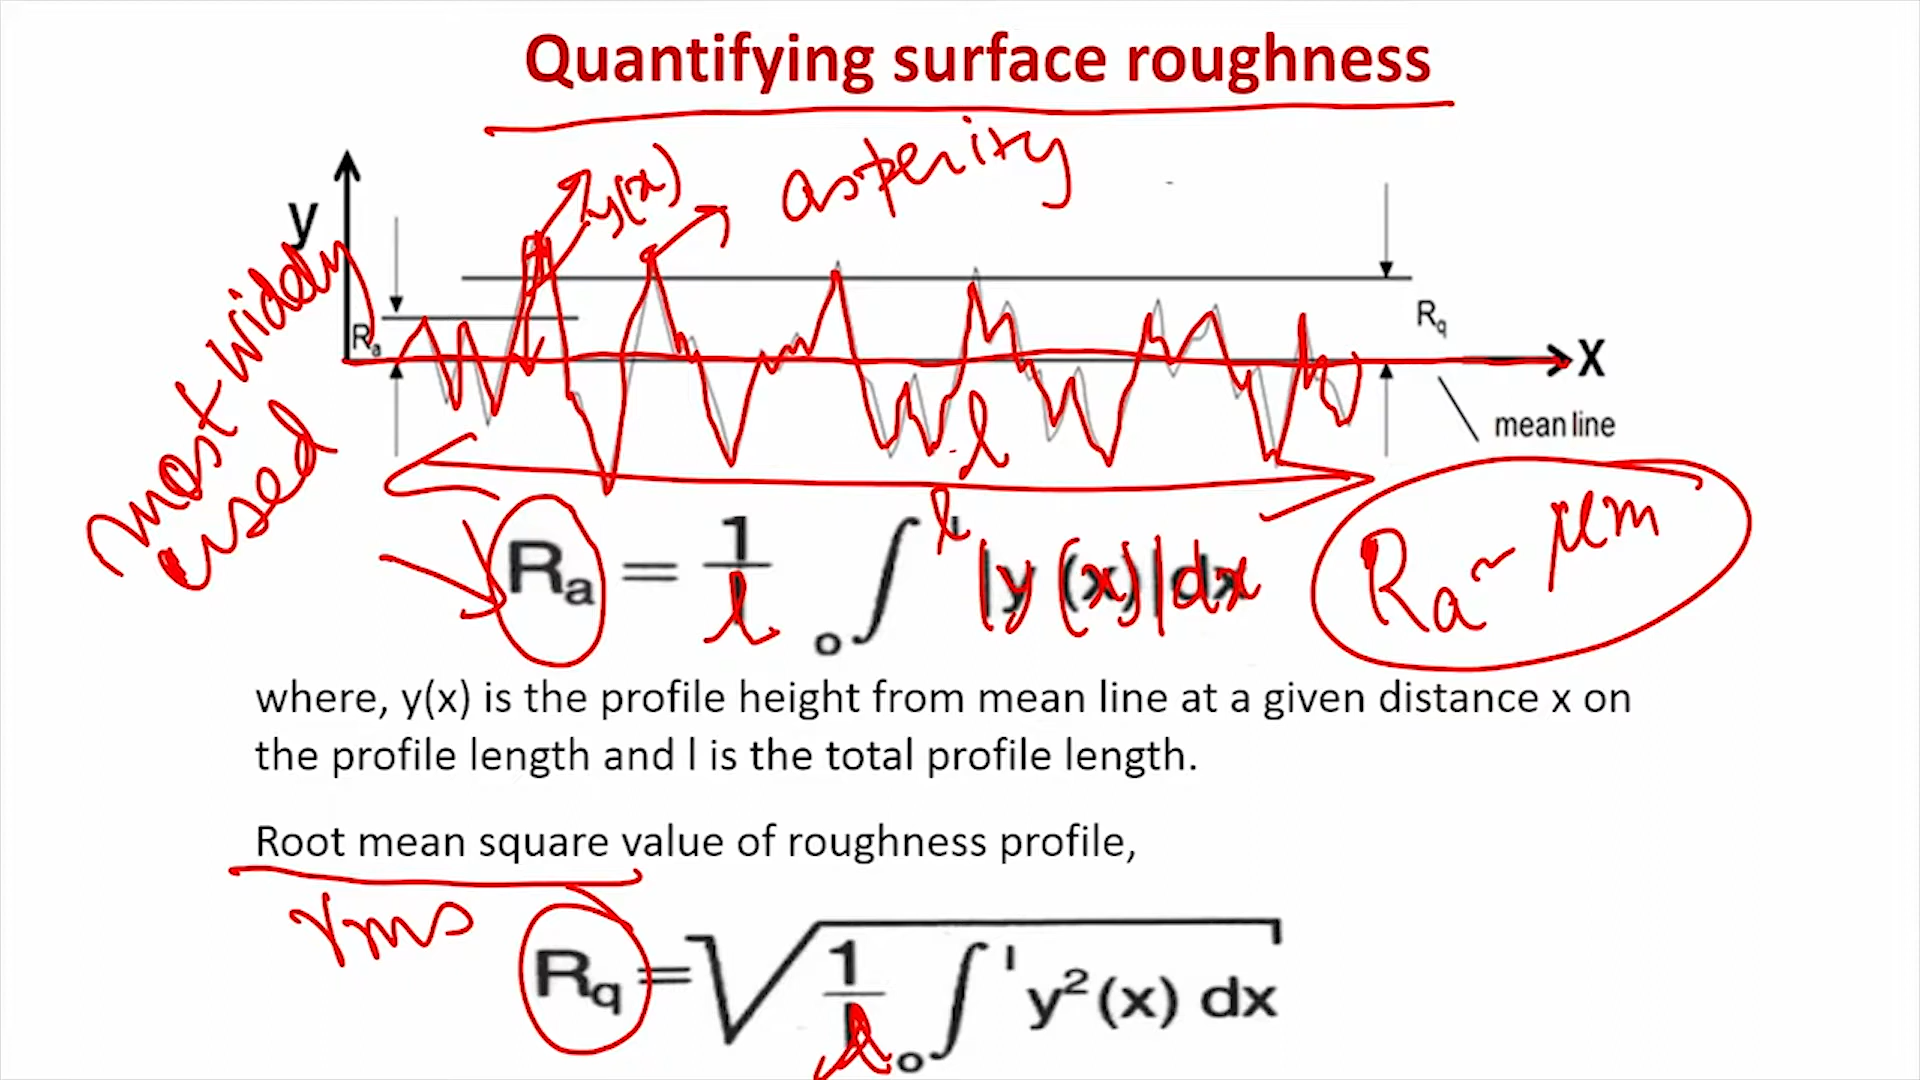 Quantifying surface roughness
asperity
y(x)
y
Most widely
used
Ra
Rq
X
mean line
l
Ra = 1/l ∫₀ˡ |y(x)|dx
Ra ~ μm
where, y(x) is the profile height from mean line at a given distance x on
the profile length and l is the total profile length.
Root mean square value of roughness profile,
rms
Rq = √(1/l ∫₀ˡ y²(x) dx)